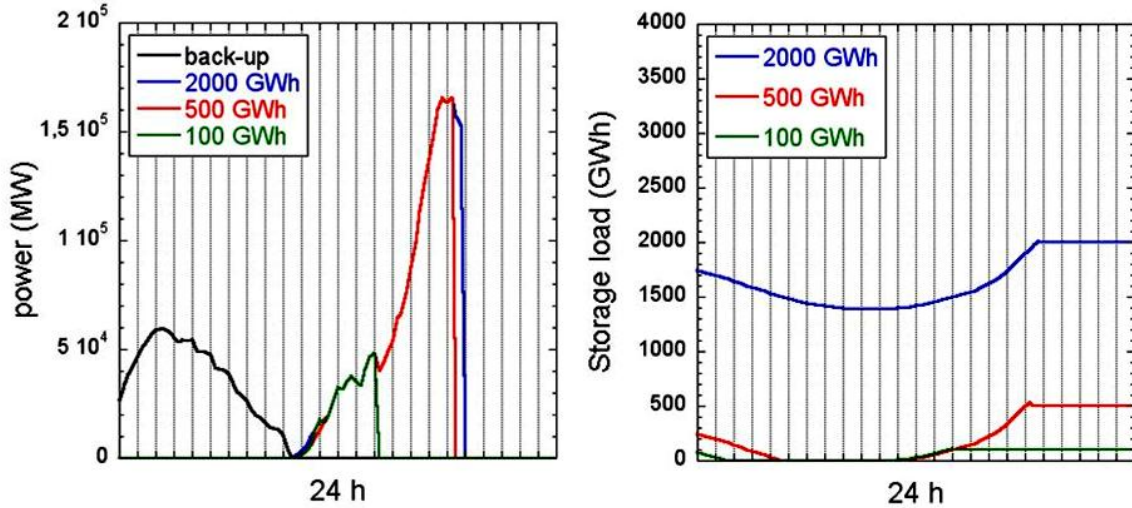 2 10⁵
1,5 10⁵
1 10⁵
5 10⁴
0
power (MW)
back-up
2000 GWh
500 GWh
100 GWh
24 h
4000
3500
3000
2500
2000
1500
1000
500
0
Storage load (GWh)
2000 GWh
500 GWh
100 GWh
24 h